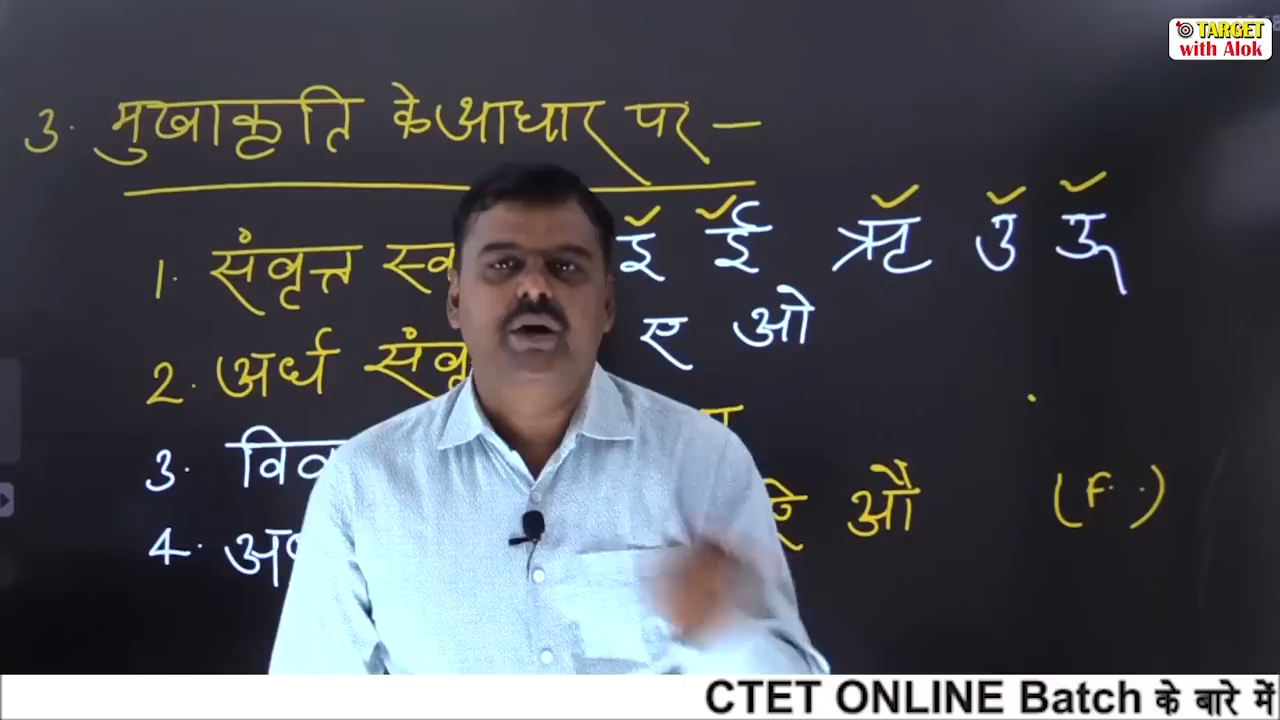 TARGET
with Alok
3. मुखाकृति के आधार पर –
1. संवृत्त इ ई ऋ उ ऊ
2. अर्ध ए ओ
3.
4. औ (F. .)
CTET ONLINE Batch के बारे में